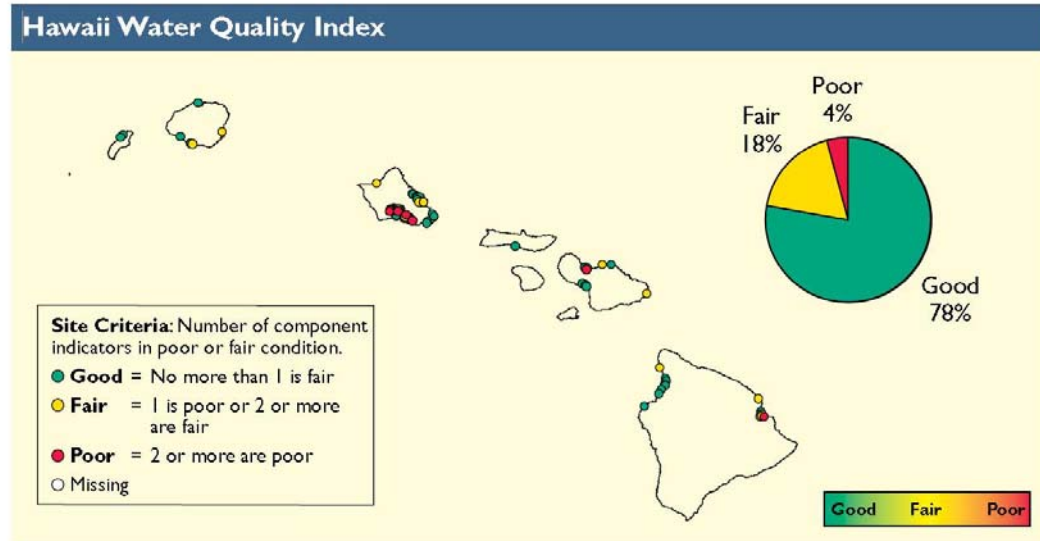 Hawaii Water Quality Index
Poor
4%
Fair
18%
Good
78%
Site Criteria: Number of component
indicators in poor or fair condition.
Good = No more than 1 is fair
Fair = 1 is poor or 2 or more
are fair
Poor = 2 or more are poor
Missing
Good Fair Poor